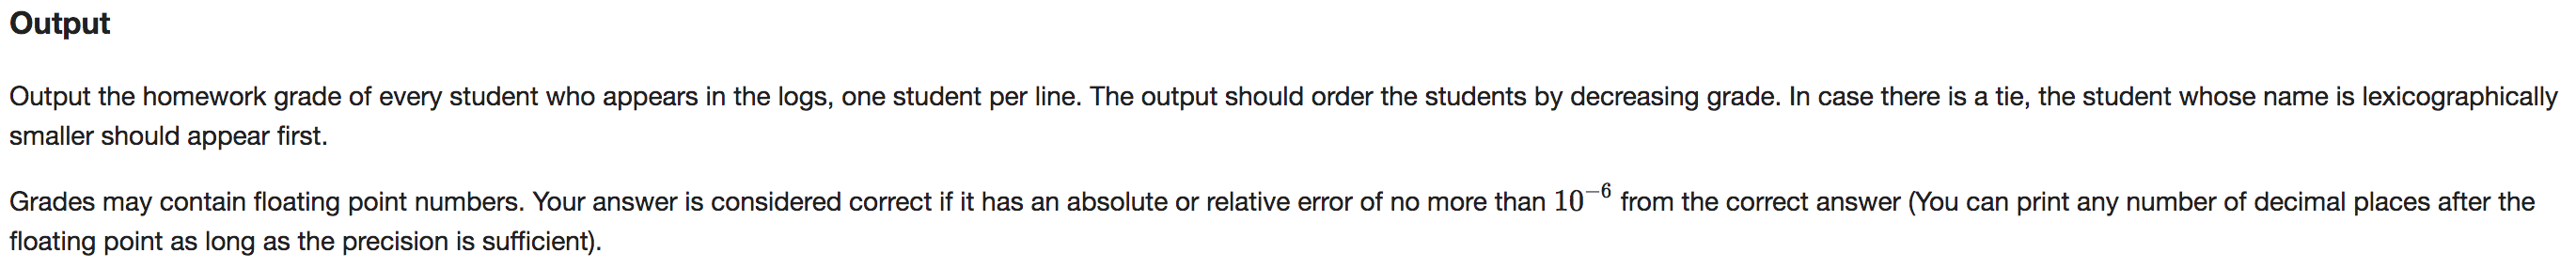 Output
Output the homework grade of every student who appears in the logs, one student per line. The output should order the students by decreasing grade. In case there is a tie, the student whose name is lexicographically
smaller should appear first.
Grades may contain floating point numbers. Your answer is considered correct if it has an absolute or relative error of no more than 10⁻⁶ from the correct answer (You can print any number of decimal places after the
floating point as long as the precision is sufficient).